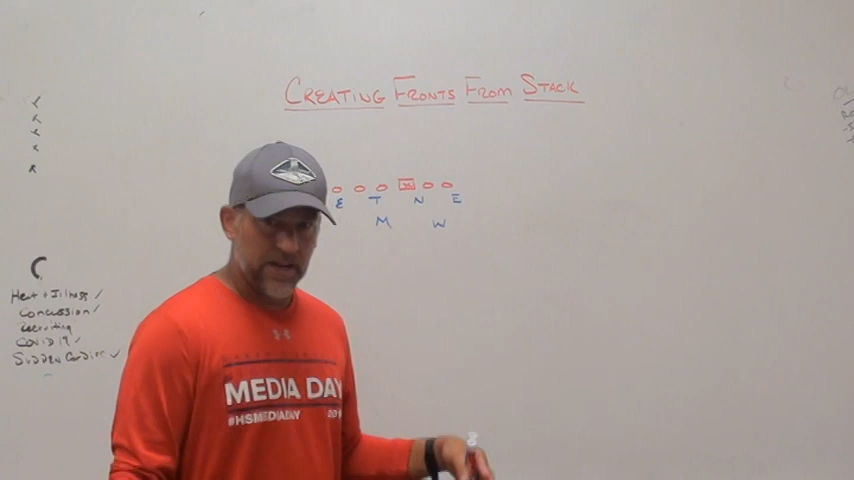 CREATING FRONTS FROM STACK
E T N E
M W
Heat + Illness ✓
Concussion ✓
Recruiting
COVID 19 ✓
SUDDEN CARDIAC ✓
MEDIA DAY
#HSMEDIADAY